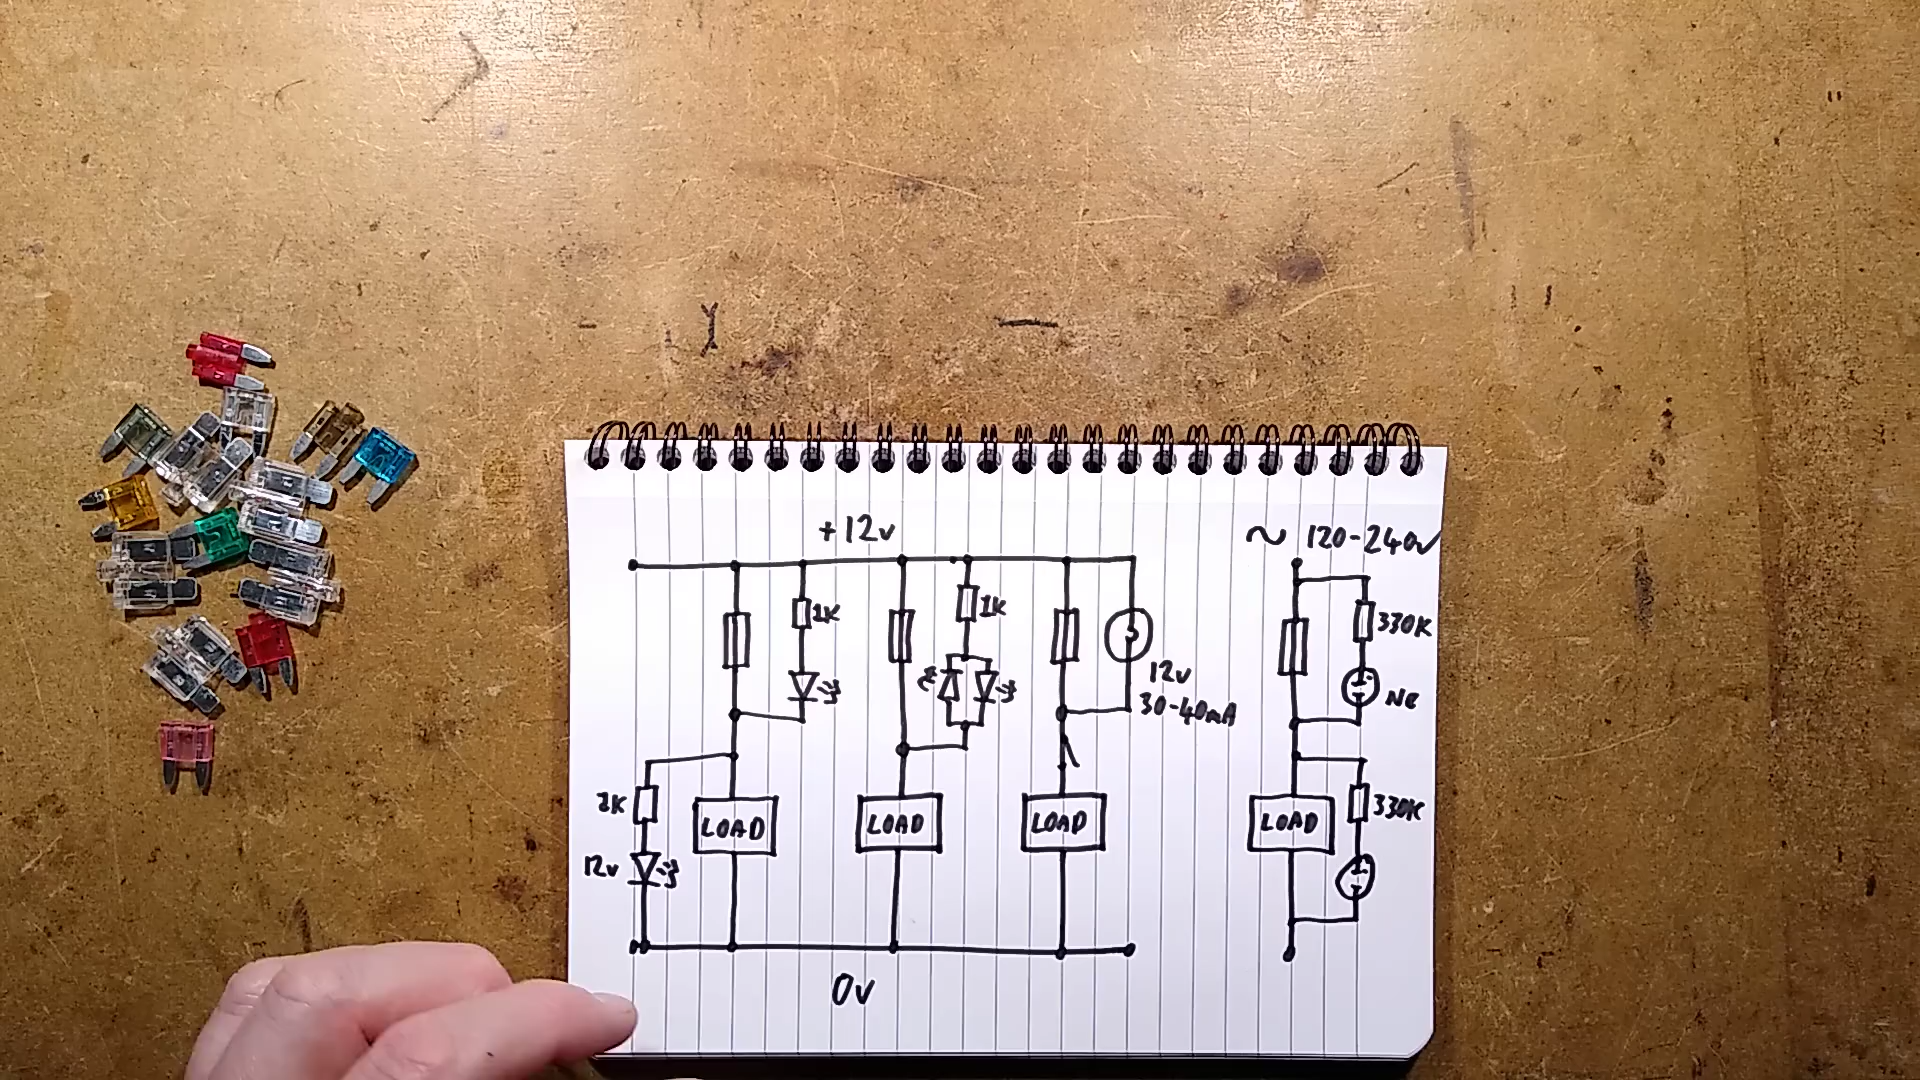 +12v
~ 120-240v
1K
1K
330K
12v
30-40mA
Ne
1K
LOAD
LOAD
LOAD
LOAD
330K
12v
0v